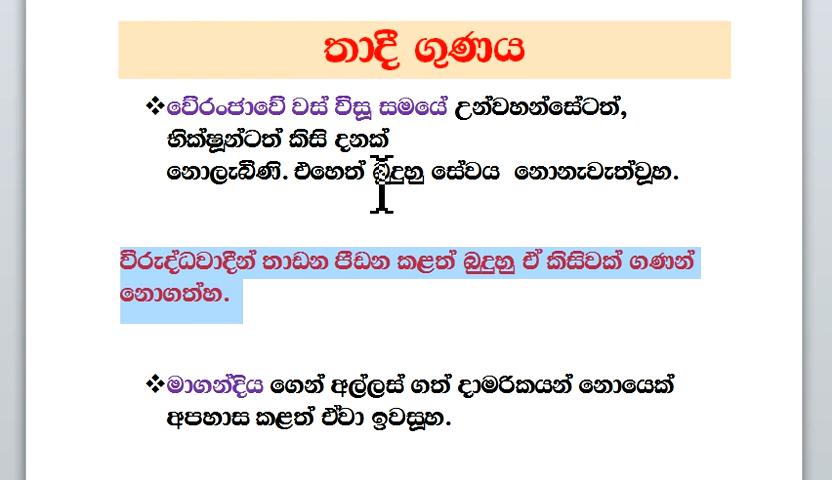 තාදී ගුණය
❖වේරංජාවේ වස් විසූ සමයේ උන්වහන්සේටත්,
භික්ෂූන්ටත් කිසි දනක්
නොලැබිණි. එහෙත් බුදුහු සේවය නොනැවැත්වූහ.
විරුද්ධවාදීන් තාඩන පීඩන කළත් බුදුහු ඒ කිසිවක් ගණන්
නොගත්හ.
❖මාගන්දිය ගෙන් අල්ලස් ගත් දාමරිකයන් නොයෙක්
අපහාස කළත් ඒවා ඉවසූහ.